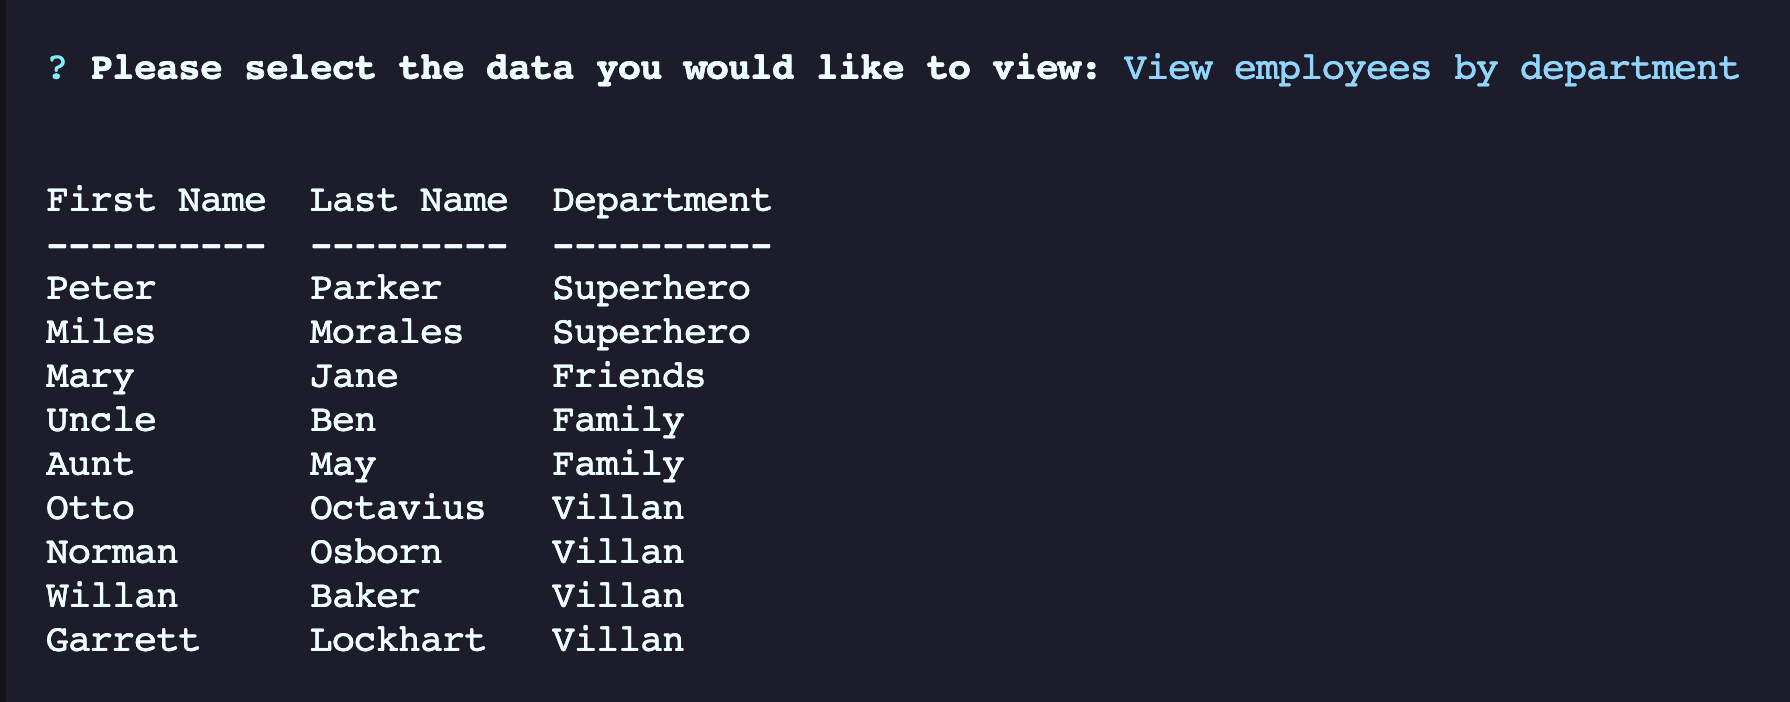 ? Please select the data you would like to view: View employees by department
First Name  Last Name  Department
----------  ---------  ----------
Peter       Parker     Superhero
Miles       Morales    Superhero
Mary        Jane       Friends
Uncle       Ben        Family
Aunt        May        Family
Otto        Octavius   Villan
Norman      Osborn     Villan
Willan      Baker      Villan
Garrett     Lockhart   Villan